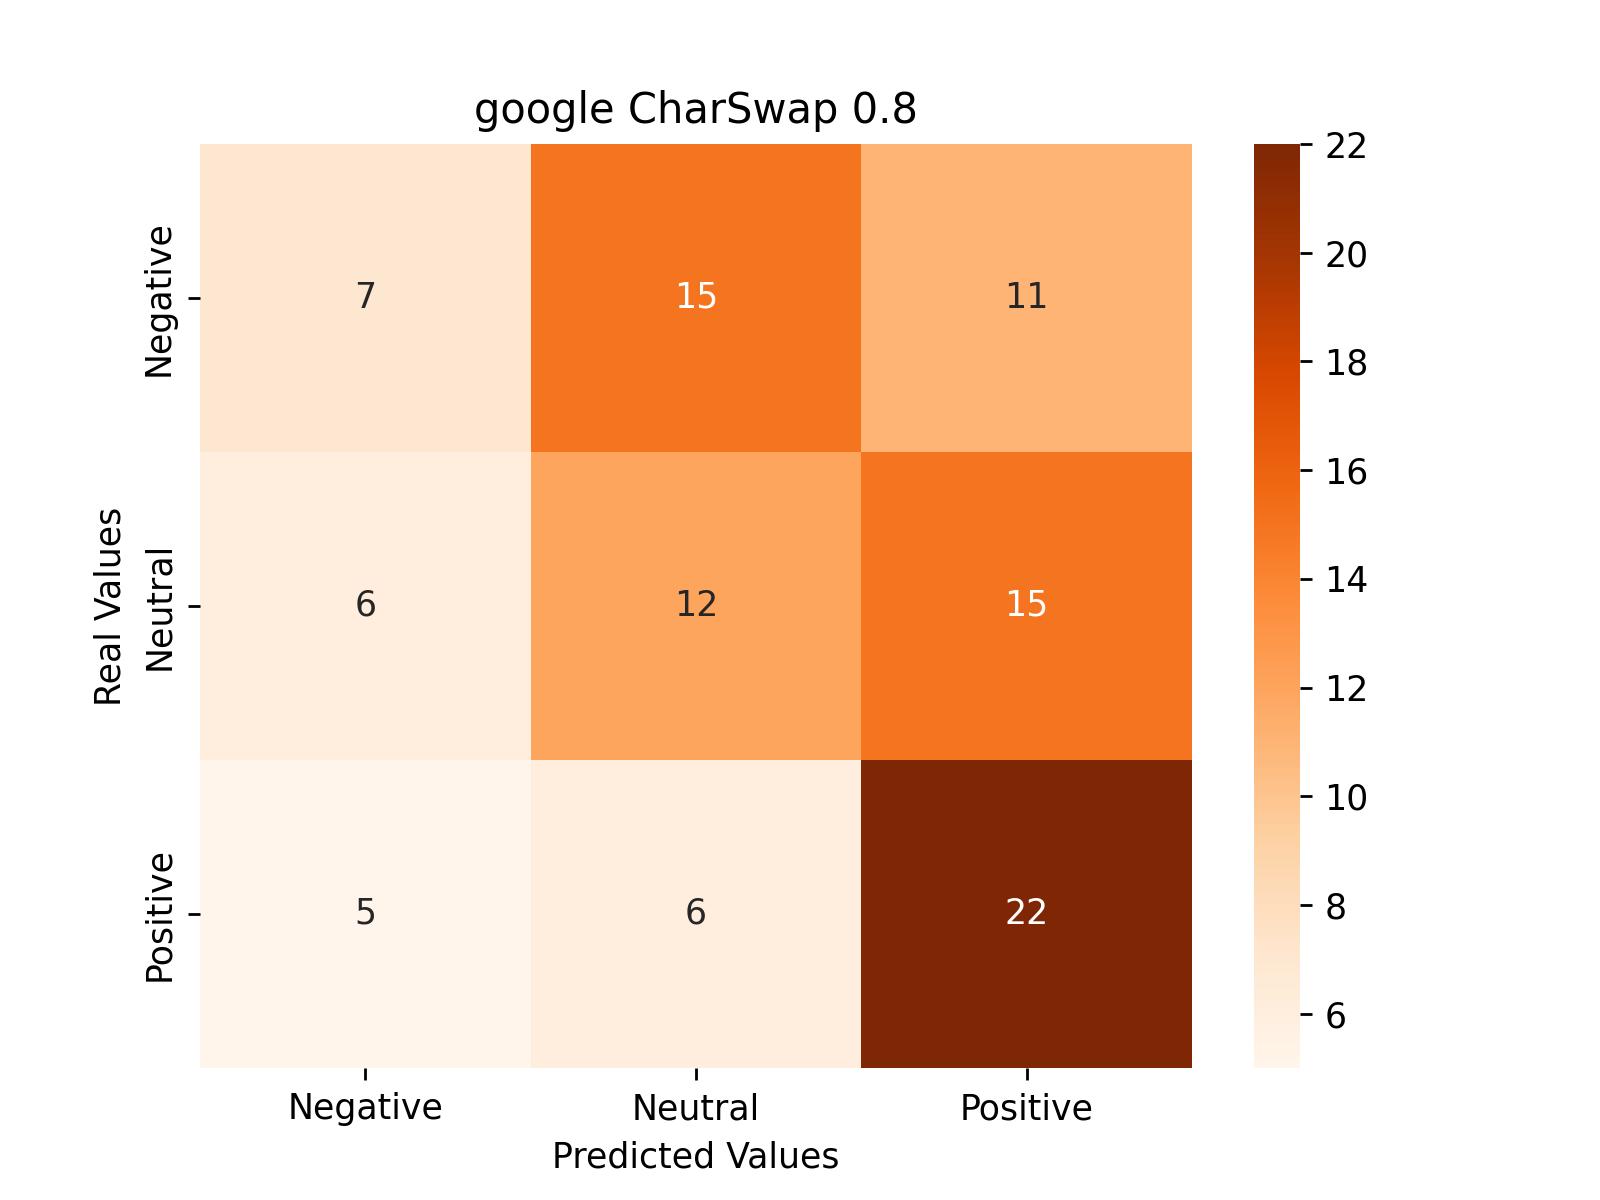 google CharSwap 0.8
Real Values
Negative
7 15 11
Neutral
6 12 15
Positive
5 6 22
Negative Neutral Positive
Predicted Values
22
20
18
16
14
12
10
8
6